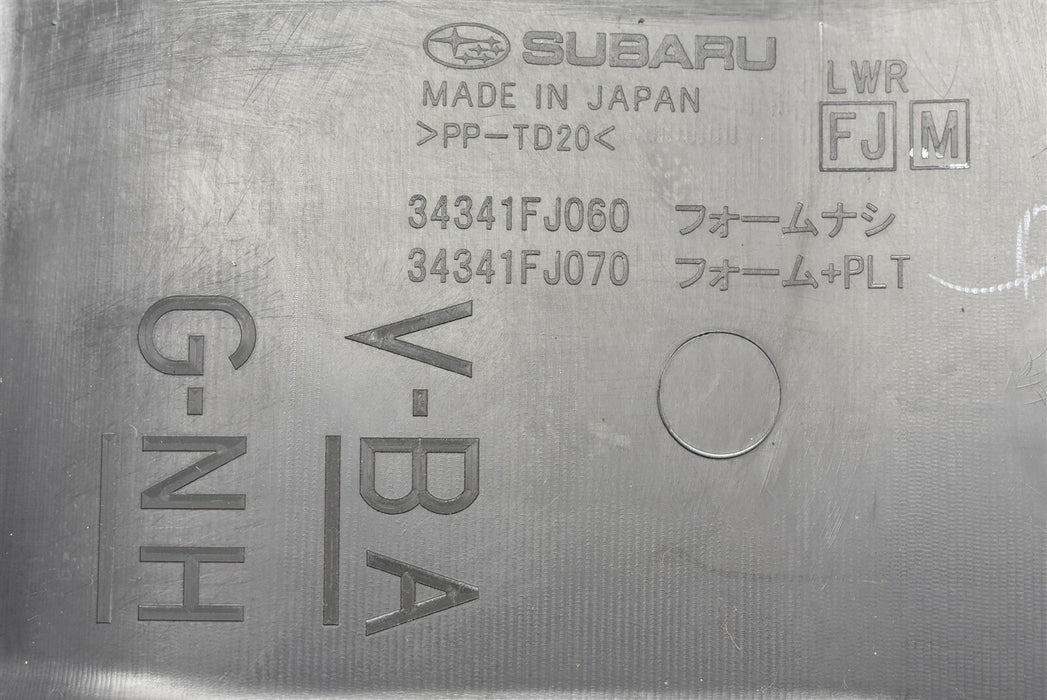 SUBARU
MADE IN JAPAN
>PP-TD20<
LWR
FJ M
34341FJ060 フォームナシ
34341FJ070 フォーム+PLT
V-BA
G-NH